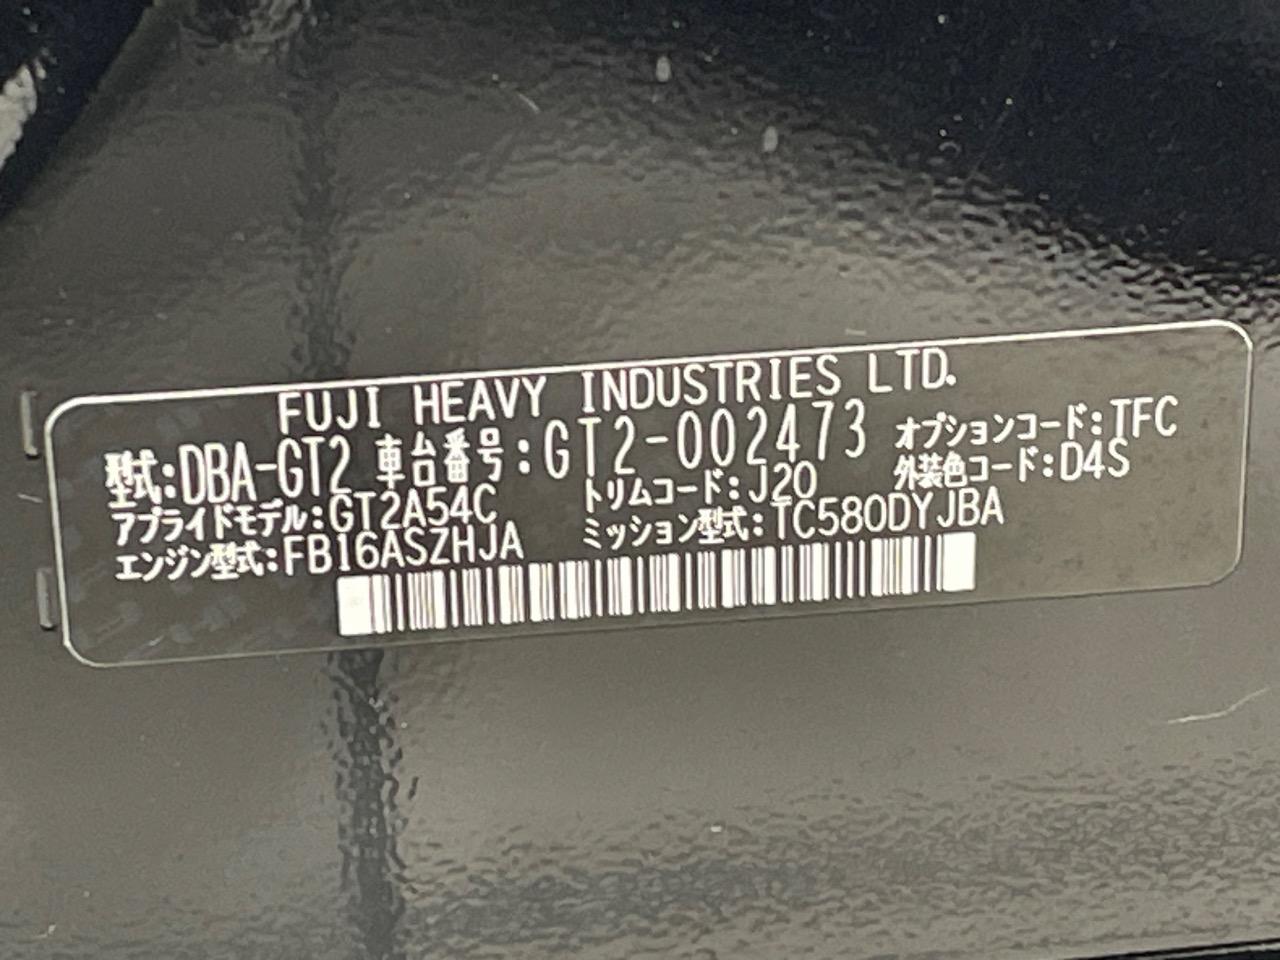 FUJI HEAVY INDUSTRIES LTD.
型式:DBA-GT2 車台番号:GT2-002473 オプションコード:TFC
アプライドモデル:GT2A54C トリムコード:J20 外装色コード:D4S
エンジン型式:FB16ASZHJA ミッション型式:TC580DYJBA